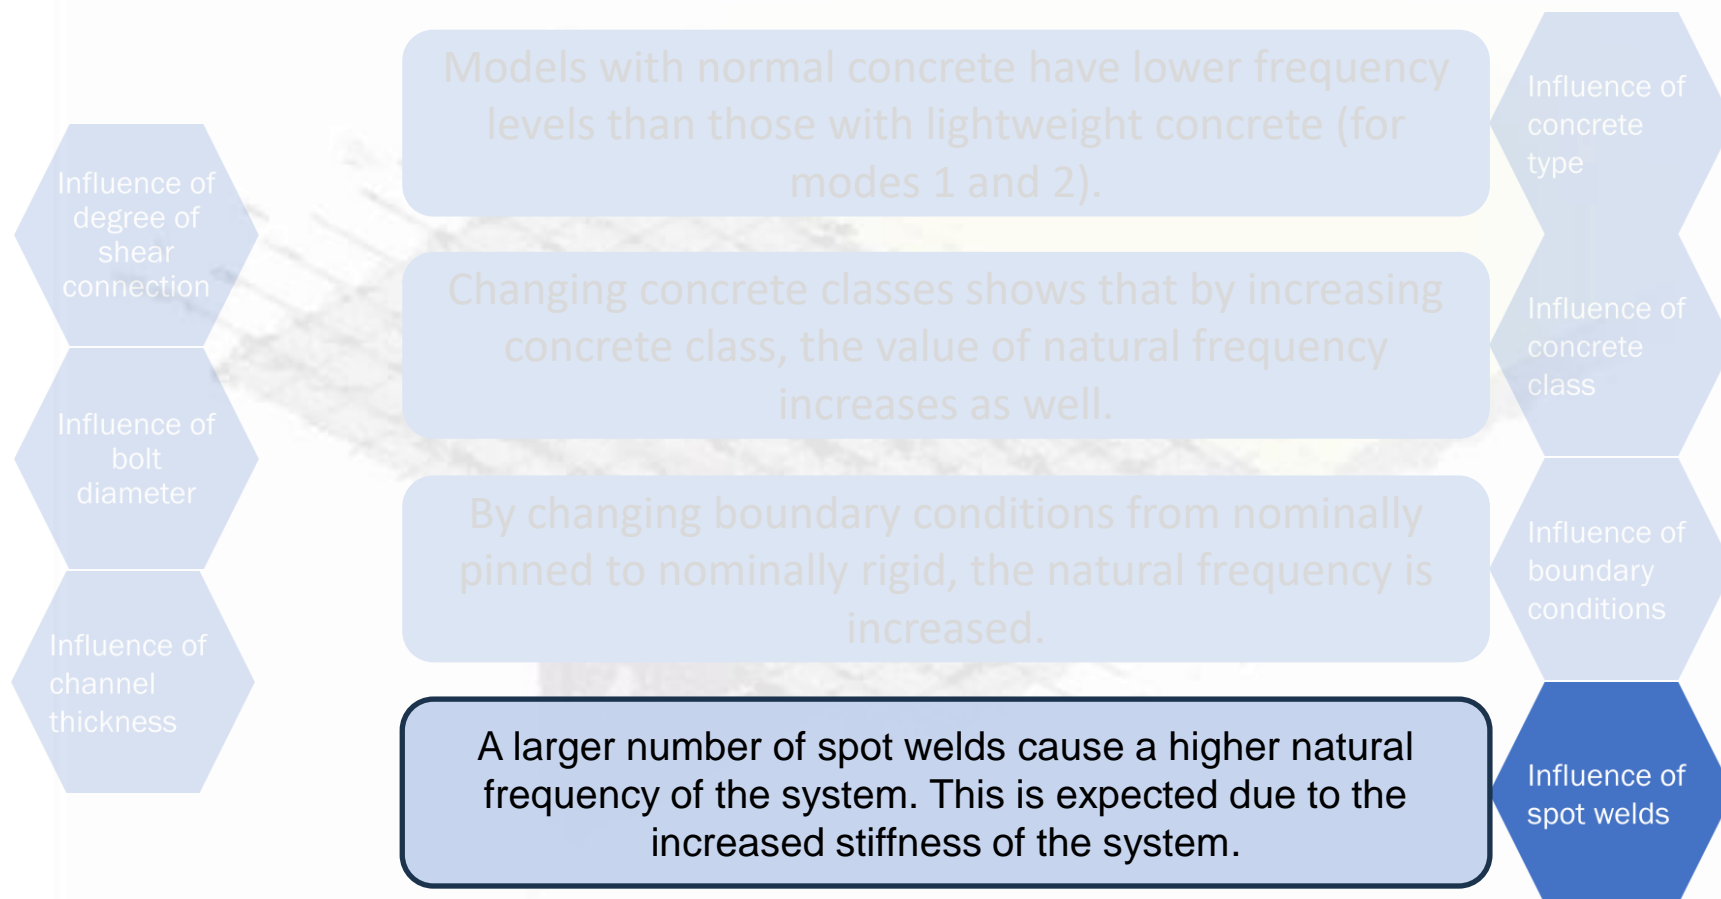 Influence of
degree of
shear
connection
Influence of
bolt
diameter
Influence of
channel
thickness
Models with normal concrete have lower frequency
levels than those with lightweight concrete (for
modes 1 and 2).
Influence of
concrete
type
Changing concrete classes shows that by increasing
concrete class, the value of natural frequency
increases as well.
Influence of
concrete
class
By changing boundary conditions from nominally
pinned to nominally rigid, the natural frequency is
increased.
Influence of
boundary
conditions
A larger number of spot welds cause a higher natural
frequency of the system. This is expected due to the
increased stiffness of the system.
Influence of
spot welds